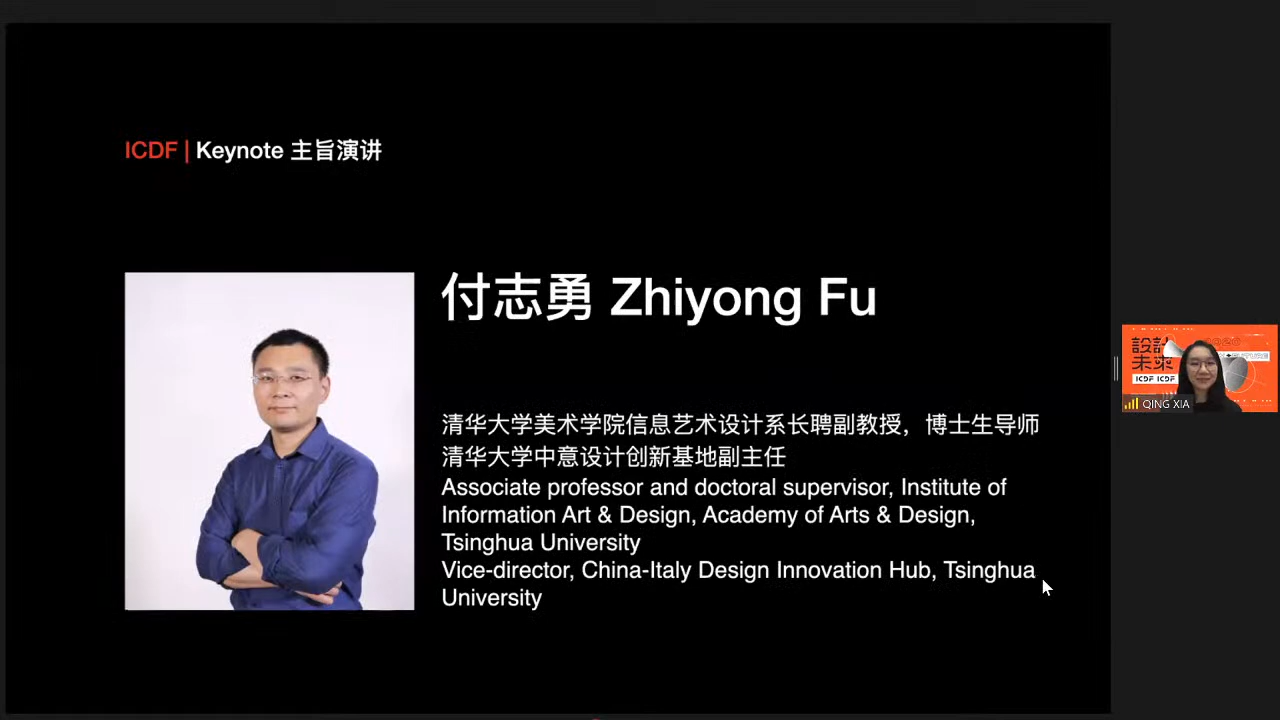 ICDF | Keynote 主旨演讲
付志勇 Zhiyong Fu
清华大学美术学院信息艺术设计系长聘副教授，博士生导师
清华大学中意设计创新基地副主任
Associate professor and doctoral supervisor, Institute of
Information Art & Design, Academy of Arts & Design,
Tsinghua University
Vice-director, China-Italy Design Innovation Hub, Tsinghua
University
設計
未來
2020
ICDF ICDF
QING XIA